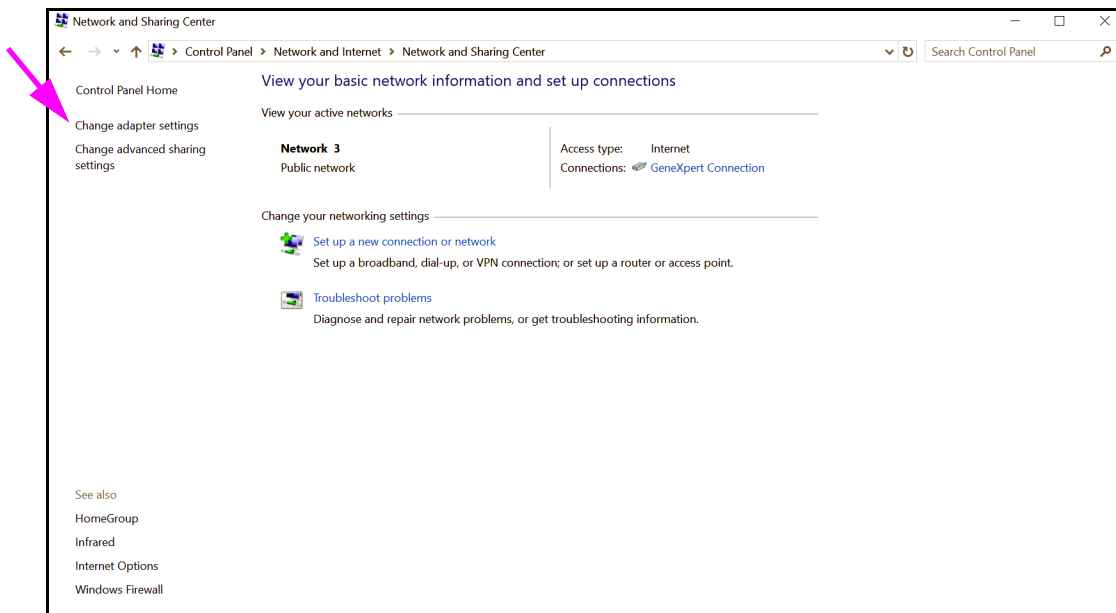 Network and Sharing Center
Control Panel > Network and Internet > Network and Sharing Center
Search Control Panel
Control Panel Home
Change adapter settings
Change advanced sharing
settings
View your basic network information and set up connections
View your active networks
Network 3
Public network
Access type: Internet
Connections: GeneXpert Connection
Change your networking settings
Set up a new connection or network
Set up a broadband, dial-up, or VPN connection; or set up a router or access point.
Troubleshoot problems
Diagnose and repair network problems, or get troubleshooting information.
See also
HomeGroup
Infrared
Internet Options
Windows Firewall